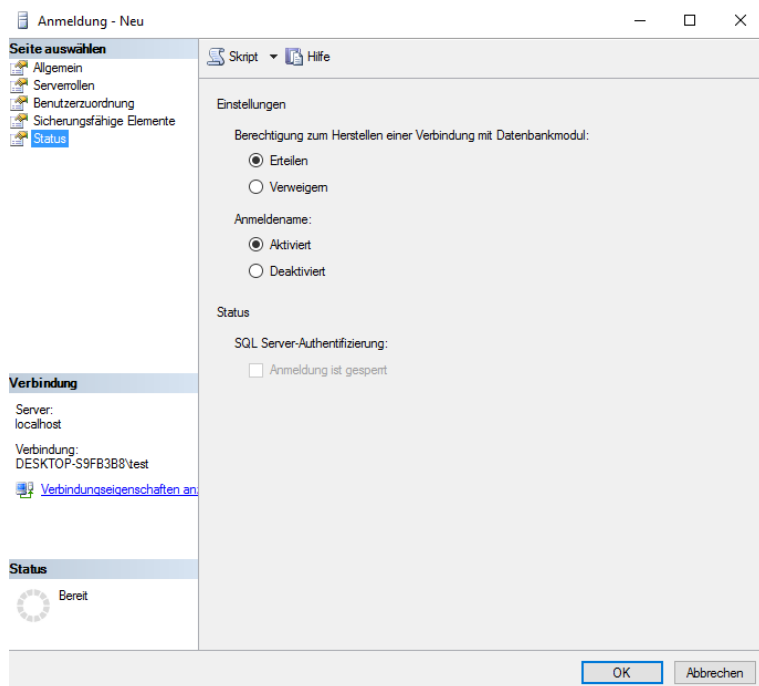 Anmeldung - Neu
Seite auswählen
Allgemein
Serverrollen
Benutzerzuordnung
Sicherungsfähige Elemente
Status
Skript
Hilfe
Einstellungen
Berechtigung zum Herstellen einer Verbindung mit Datenbankmodul:
Erteilen
Verweigern
Anmeldename:
Aktiviert
Deaktiviert
Status
SQL Server-Authentifizierung:
Anmeldung ist gesperrt
Verbindung
Server:
localhost
Verbindung:
DESKTOP-S9FB3B8\test
Verbindungseigenschaften an
Status
Bereit
OK
Abbrechen